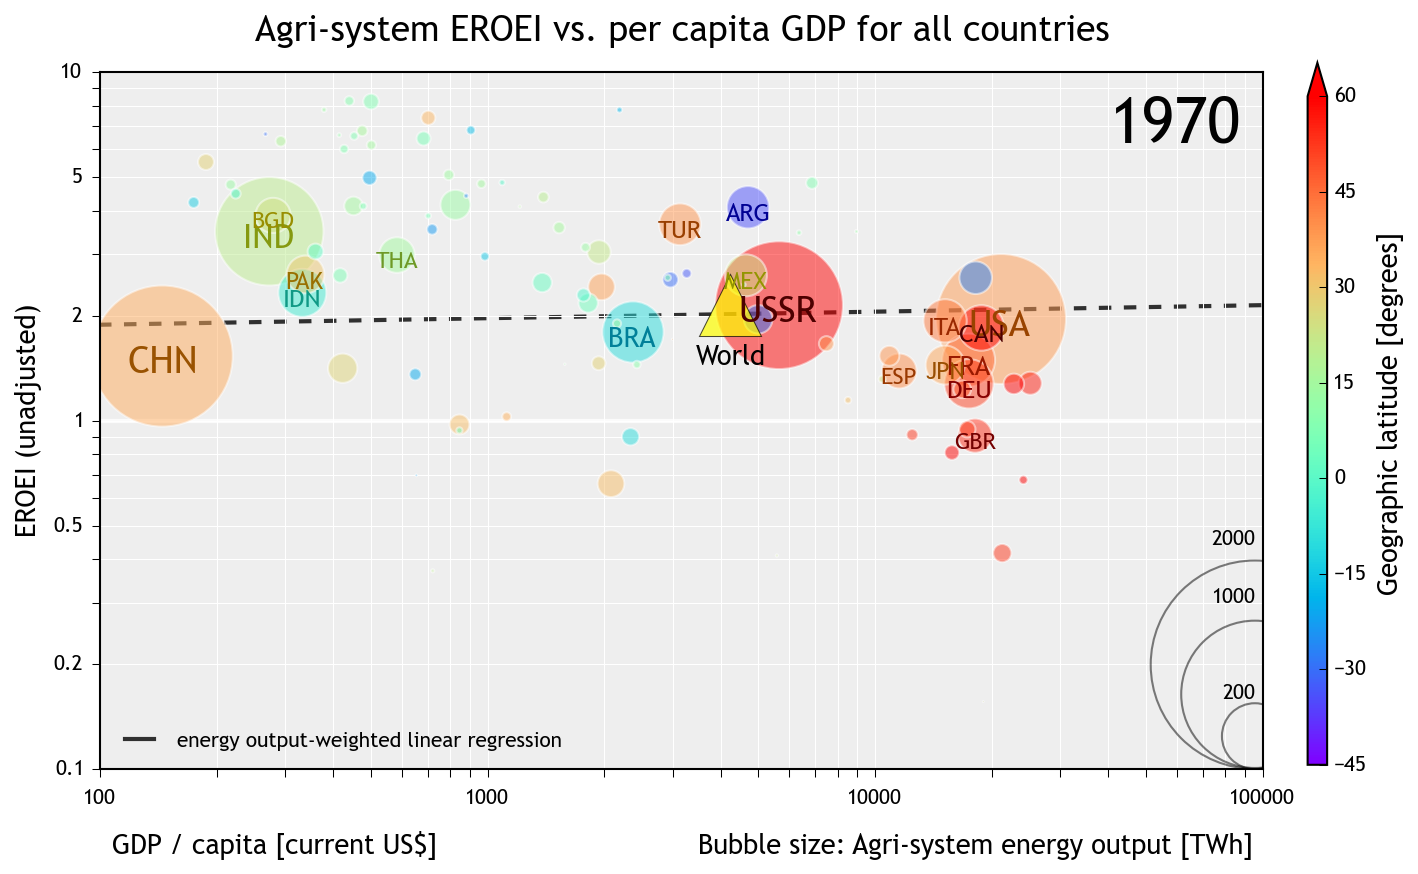 Agri-system EROEI vs. per capita GDP for all countries
1970
EROEI (unadjusted)
10
5
2
1
0.5
0.2
0.1
BGD
IND
PAK
IDN
THA
CHN
TUR
ARG
MEX
USSR
BRA
World
ITA
CAN
USA
ESP
JPN
FRA
DEU
GBR
2000
1000
200
energy output-weighted linear regression
100
1000
10000
100000
GDP / capita [current US$]
Bubble size: Agri-system energy output [TWh]
60
45
30
15
0
−15
−30
−45
Geographic latitude [degrees]